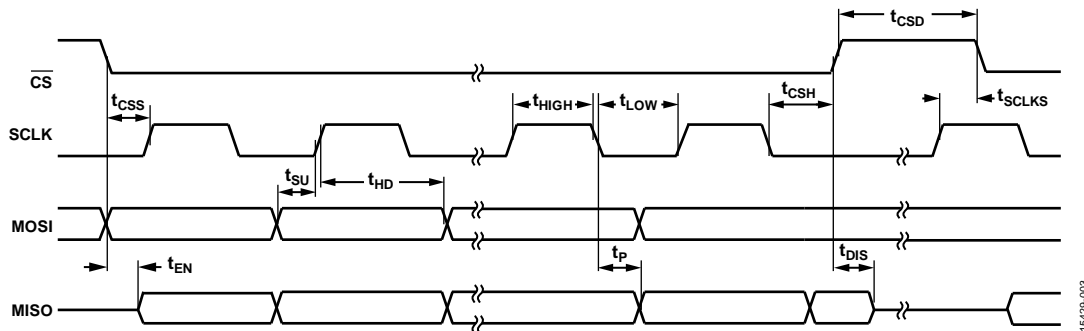 tCSD
CS
tCSS
tHIGH
tLOW
tCSH
tSCLKS
SCLK
tSU
tHD
MOSI
tEN
tP
tDIS
MISO